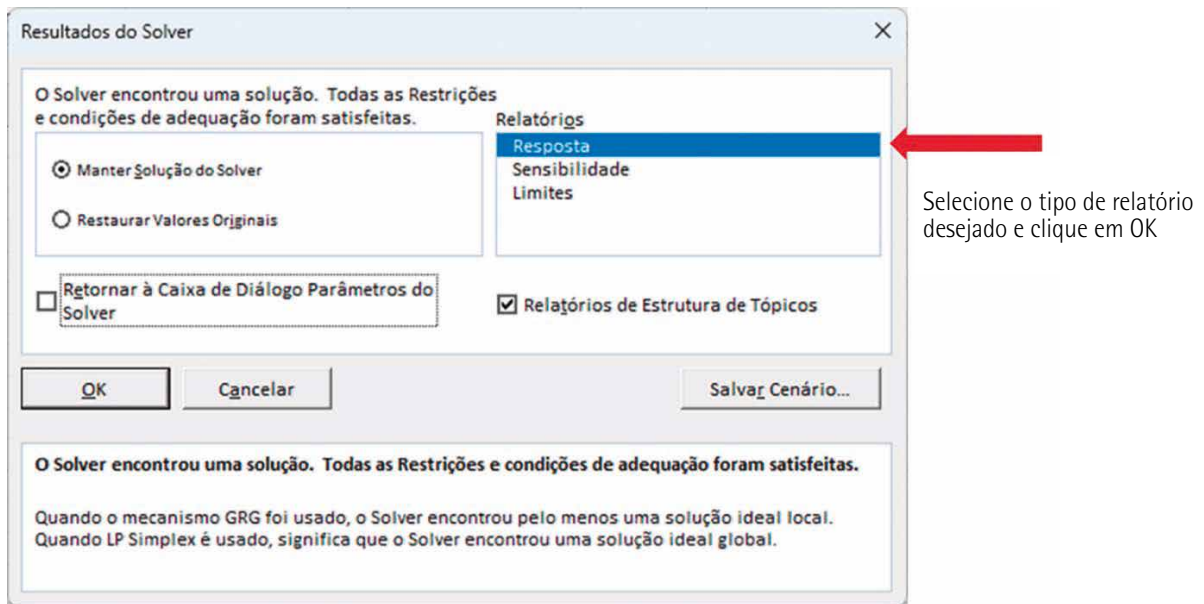 Resultados do Solver
O Solver encontrou uma solução. Todas as Restrições
e condições de adequação foram satisfeitas.
Relatórios
Manter Solução do Solver
Restaurar Valores Originais
Resposta
Sensibilidade
Limites
Selecione o tipo de relatório
desejado e clique em OK
Retornar à Caixa de Diálogo Parâmetros do
Solver
Relatórios de Estrutura de Tópicos
OK
Cancelar
Salvar Cenário...
O Solver encontrou uma solução. Todas as Restrições e condições de adequação foram satisfeitas.
Quando o mecanismo GRG foi usado, o Solver encontrou pelo menos uma solução ideal local.
Quando LP Simplex é usado, significa que o Solver encontrou uma solução ideal global.